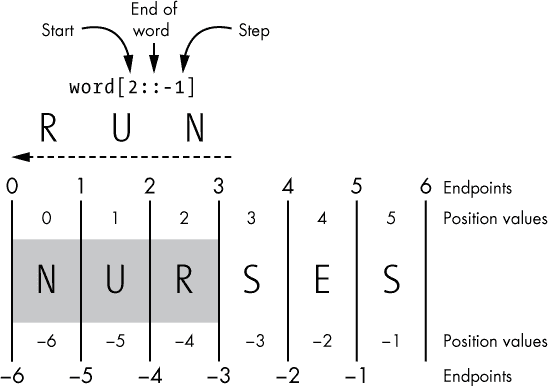 End of
word
Start Step
word[2::-1]
R U N
0 1 2 3 4 5 6 Endpoints
0 1 2 3 4 5 Position values
N U R S E S
–6 –5 –4 –3 –2 –1 Position values
–6 –5 –4 –3 –2 –1 Endpoints